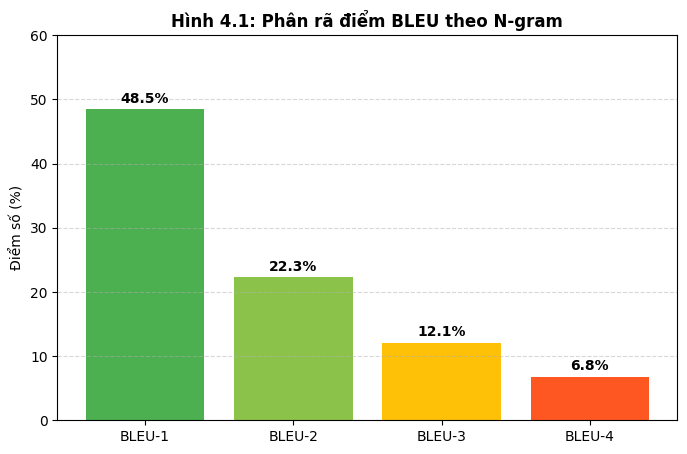 Hình 4.1: Phân rã điểm BLEU theo N-gram
Điểm số (%)
60
50
40
30
20
10
0
48.5%
22.3%
12.1%
6.8%
BLEU-1
BLEU-2
BLEU-3
BLEU-4